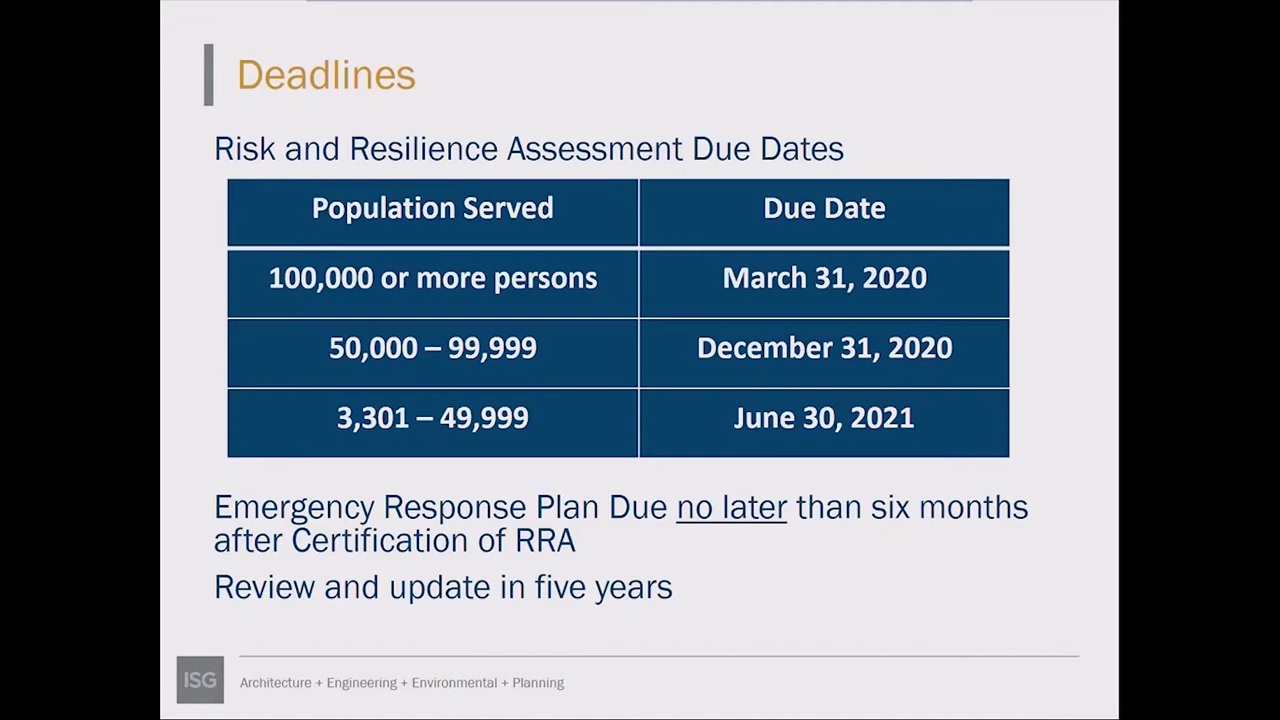 Deadlines
Risk and Resilience Assessment Due Dates
Population Served Due Date
100,000 or more persons March 31, 2020
50,000 – 99,999 December 31, 2020
3,301 – 49,999 June 30, 2021
Emergency Response Plan Due no later than six months
after Certification of RRA
Review and update in five years
ISG Architecture + Engineering + Environmental + Planning